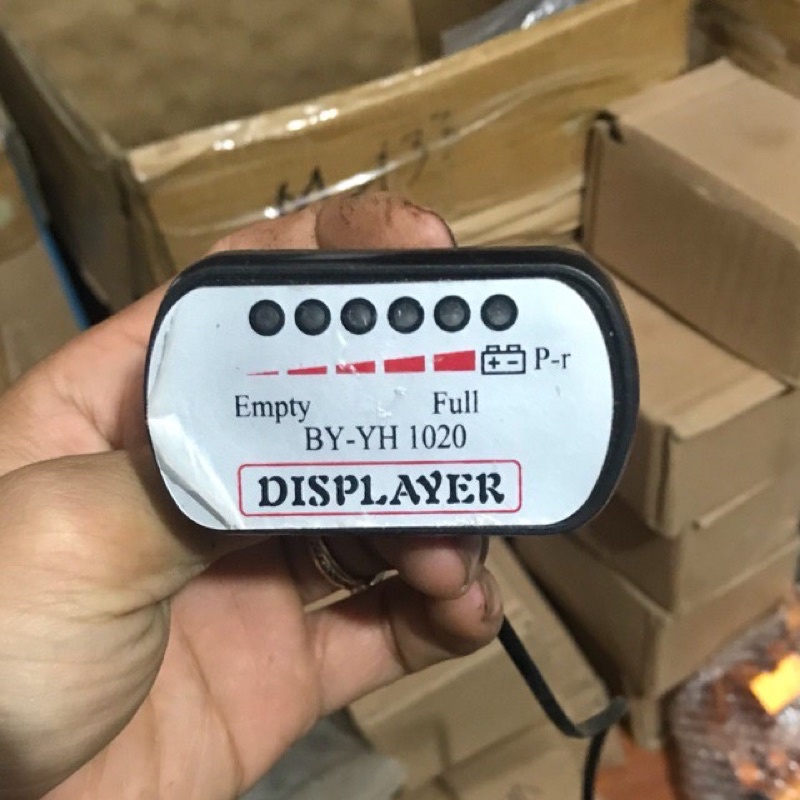 P-r
Empty Full
BY-YH 1020
DISPLAYER